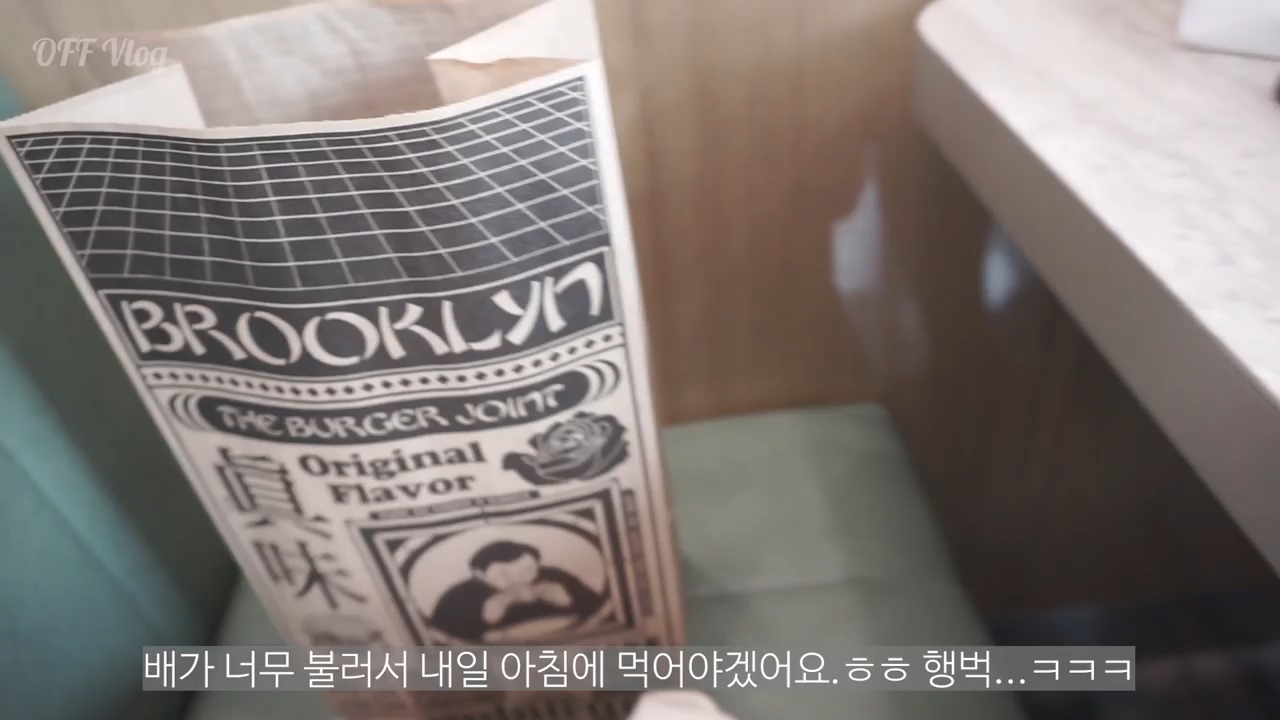 OFF Vlog
BROOKLYN
THE BURGER JOINT
Original
Flavor
眞味
배가 너무 불러서 내일 아침에 먹어야겠어요.ㅎㅎ 행벅...ㅋㅋㅋ